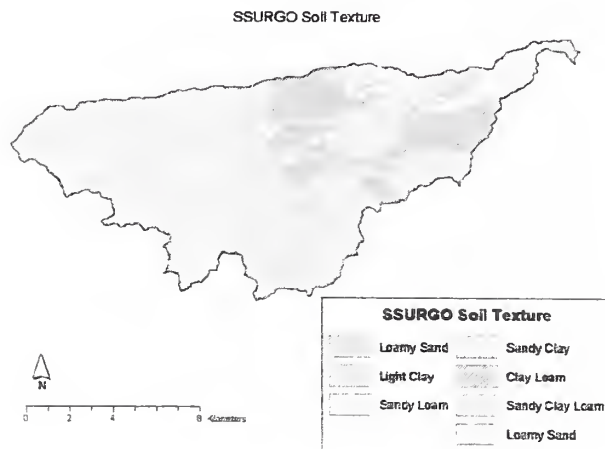 SSURGO Soil Texture
SSURGO Soil Texture
Loamy Sand
Sandy Clay
Light Clay
Clay Loam
Sandy Loam
Sandy Clay Loam
Loamy Sand
N
0 2 4 8 Kilometers